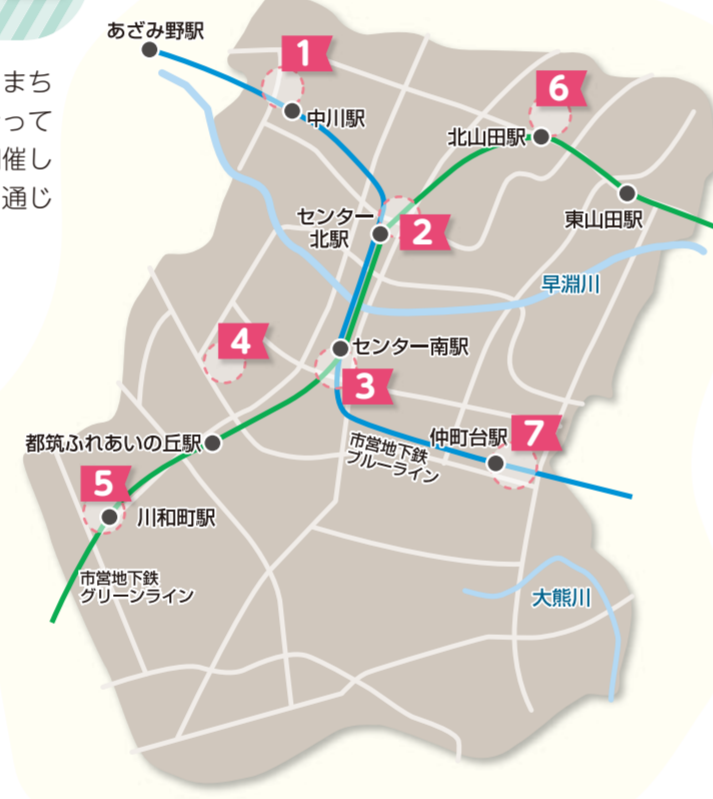 まち
って
催し
通じ
あざみ野駅
1
中川駅
6
北山田駅
東山田駅
センター
北駅
2
早淵川
4
センター南駅
3
都筑ふれあいの丘駅
仲町台駅
7
市営地下鉄
ブルーライン
5
川和町駅
市営地下鉄
グリーンライン
大熊川